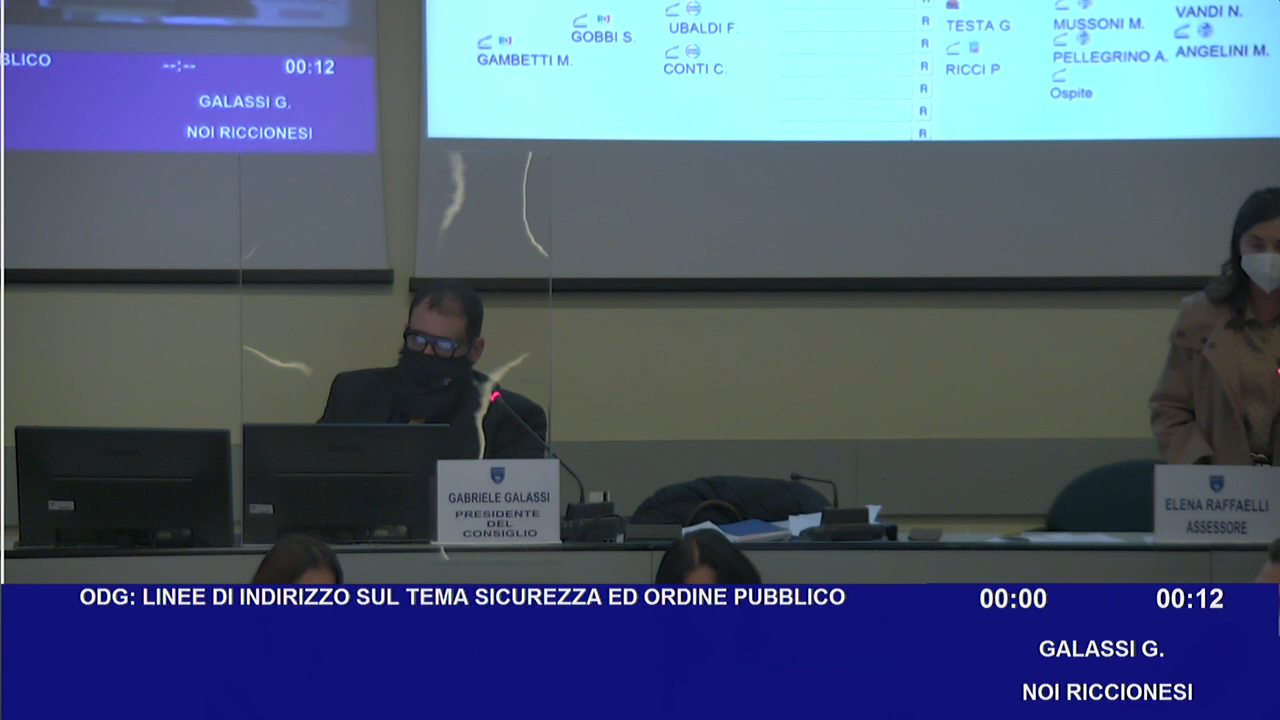 BLICO
--:--
00:12
GALASSI G.
NOI RICCIONESI
GAMBETTI M.
GOBBI S.
UBALDI F.
CONTI C.
R
R
R
R
R
R
TESTA G
RICCI P
MUSSONI M.
PELLEGRINO A.
Ospite
VANDI N.
ANGELINI M.
GABRIELE GALASSI
PRESIDENTE
DEL
CONSIGLIO
ELENA RAFFAELLI
ASSESSORE
ODG: LINEE DI INDIRIZZO SUL TEMA SICUREZZA ED ORDINE PUBBLICO
00:00
00:12
GALASSI G.
NOI RICCIONESI